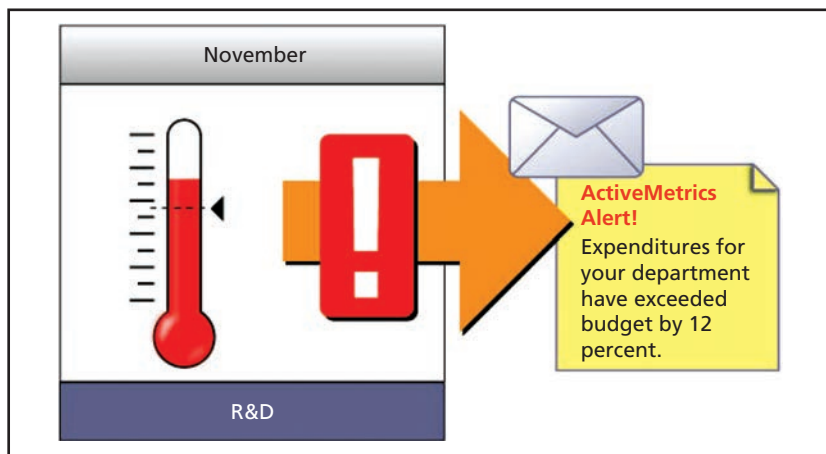 November
R&D
ActiveMetrics
Alert!
Expenditures for
your department
have exceeded
budget by 12
percent.